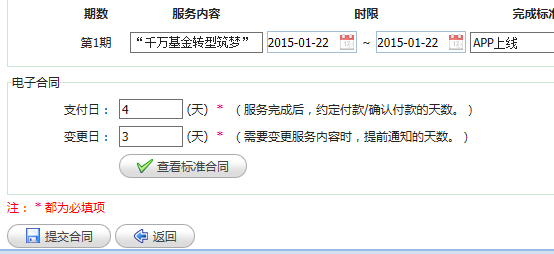 期数 服务内容 时限 完成标
第1期 “千万基金转型筑梦” 2015-01-22 ~ 2015-01-22 APP上线
电子合同
支付日： 4 (天) * （ 服务完成后，约定付款/确认付款的天数。）
变更日： 3 (天) * （ 需要变更服务内容时，提前通知的天数。）
查看标准合同
注： * 都为必填项
提交合同 返回